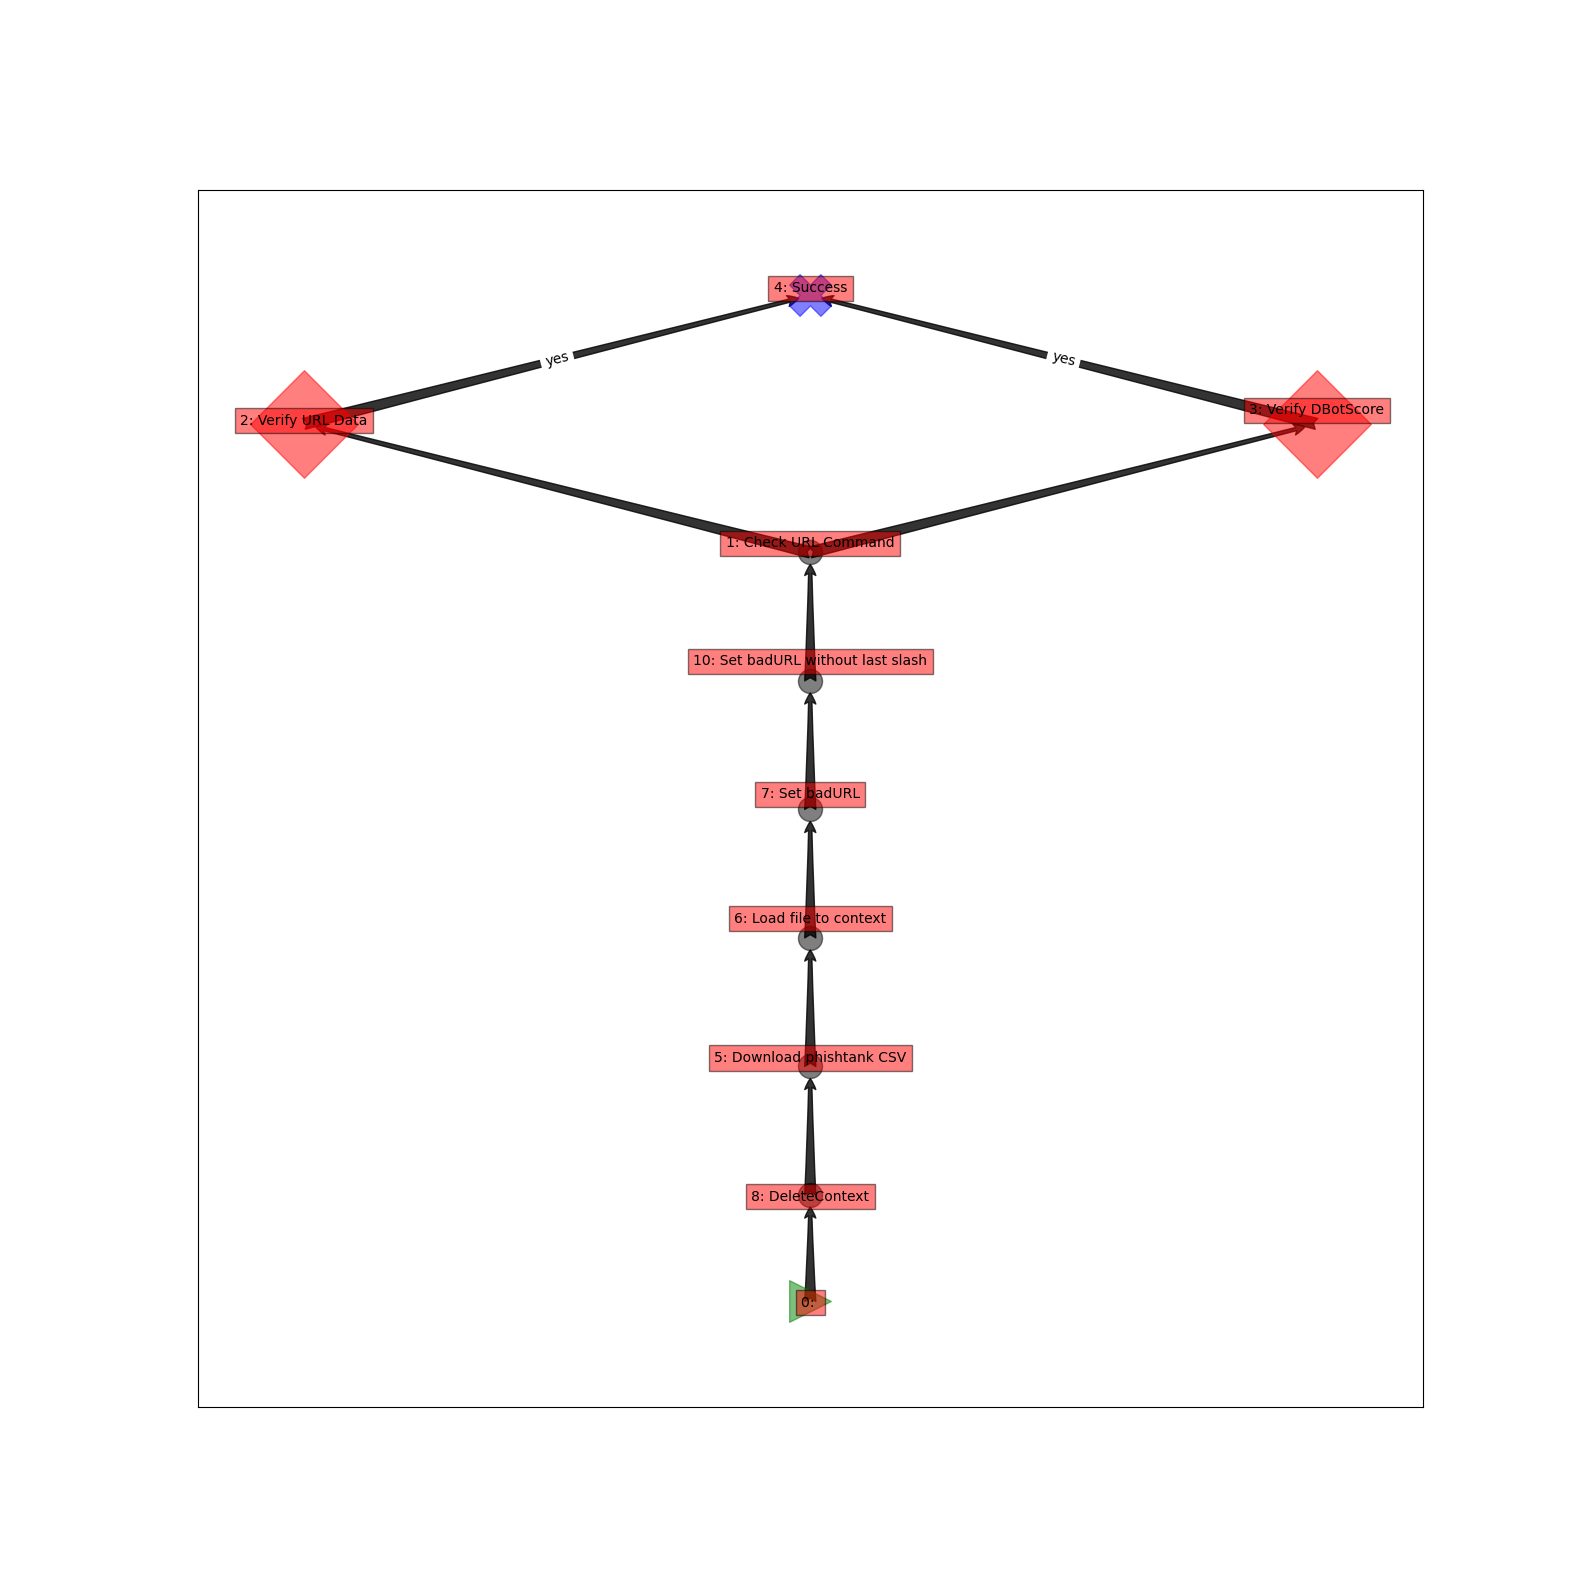 4: Success
yes
yes
2: Verify URL Data
3: Verify DBotScore
1: Check URL Command
10: Set badURL without last slash
7: Set badURL
6: Load file to context
5: Download phishtank CSV
8: DeleteContext
0: